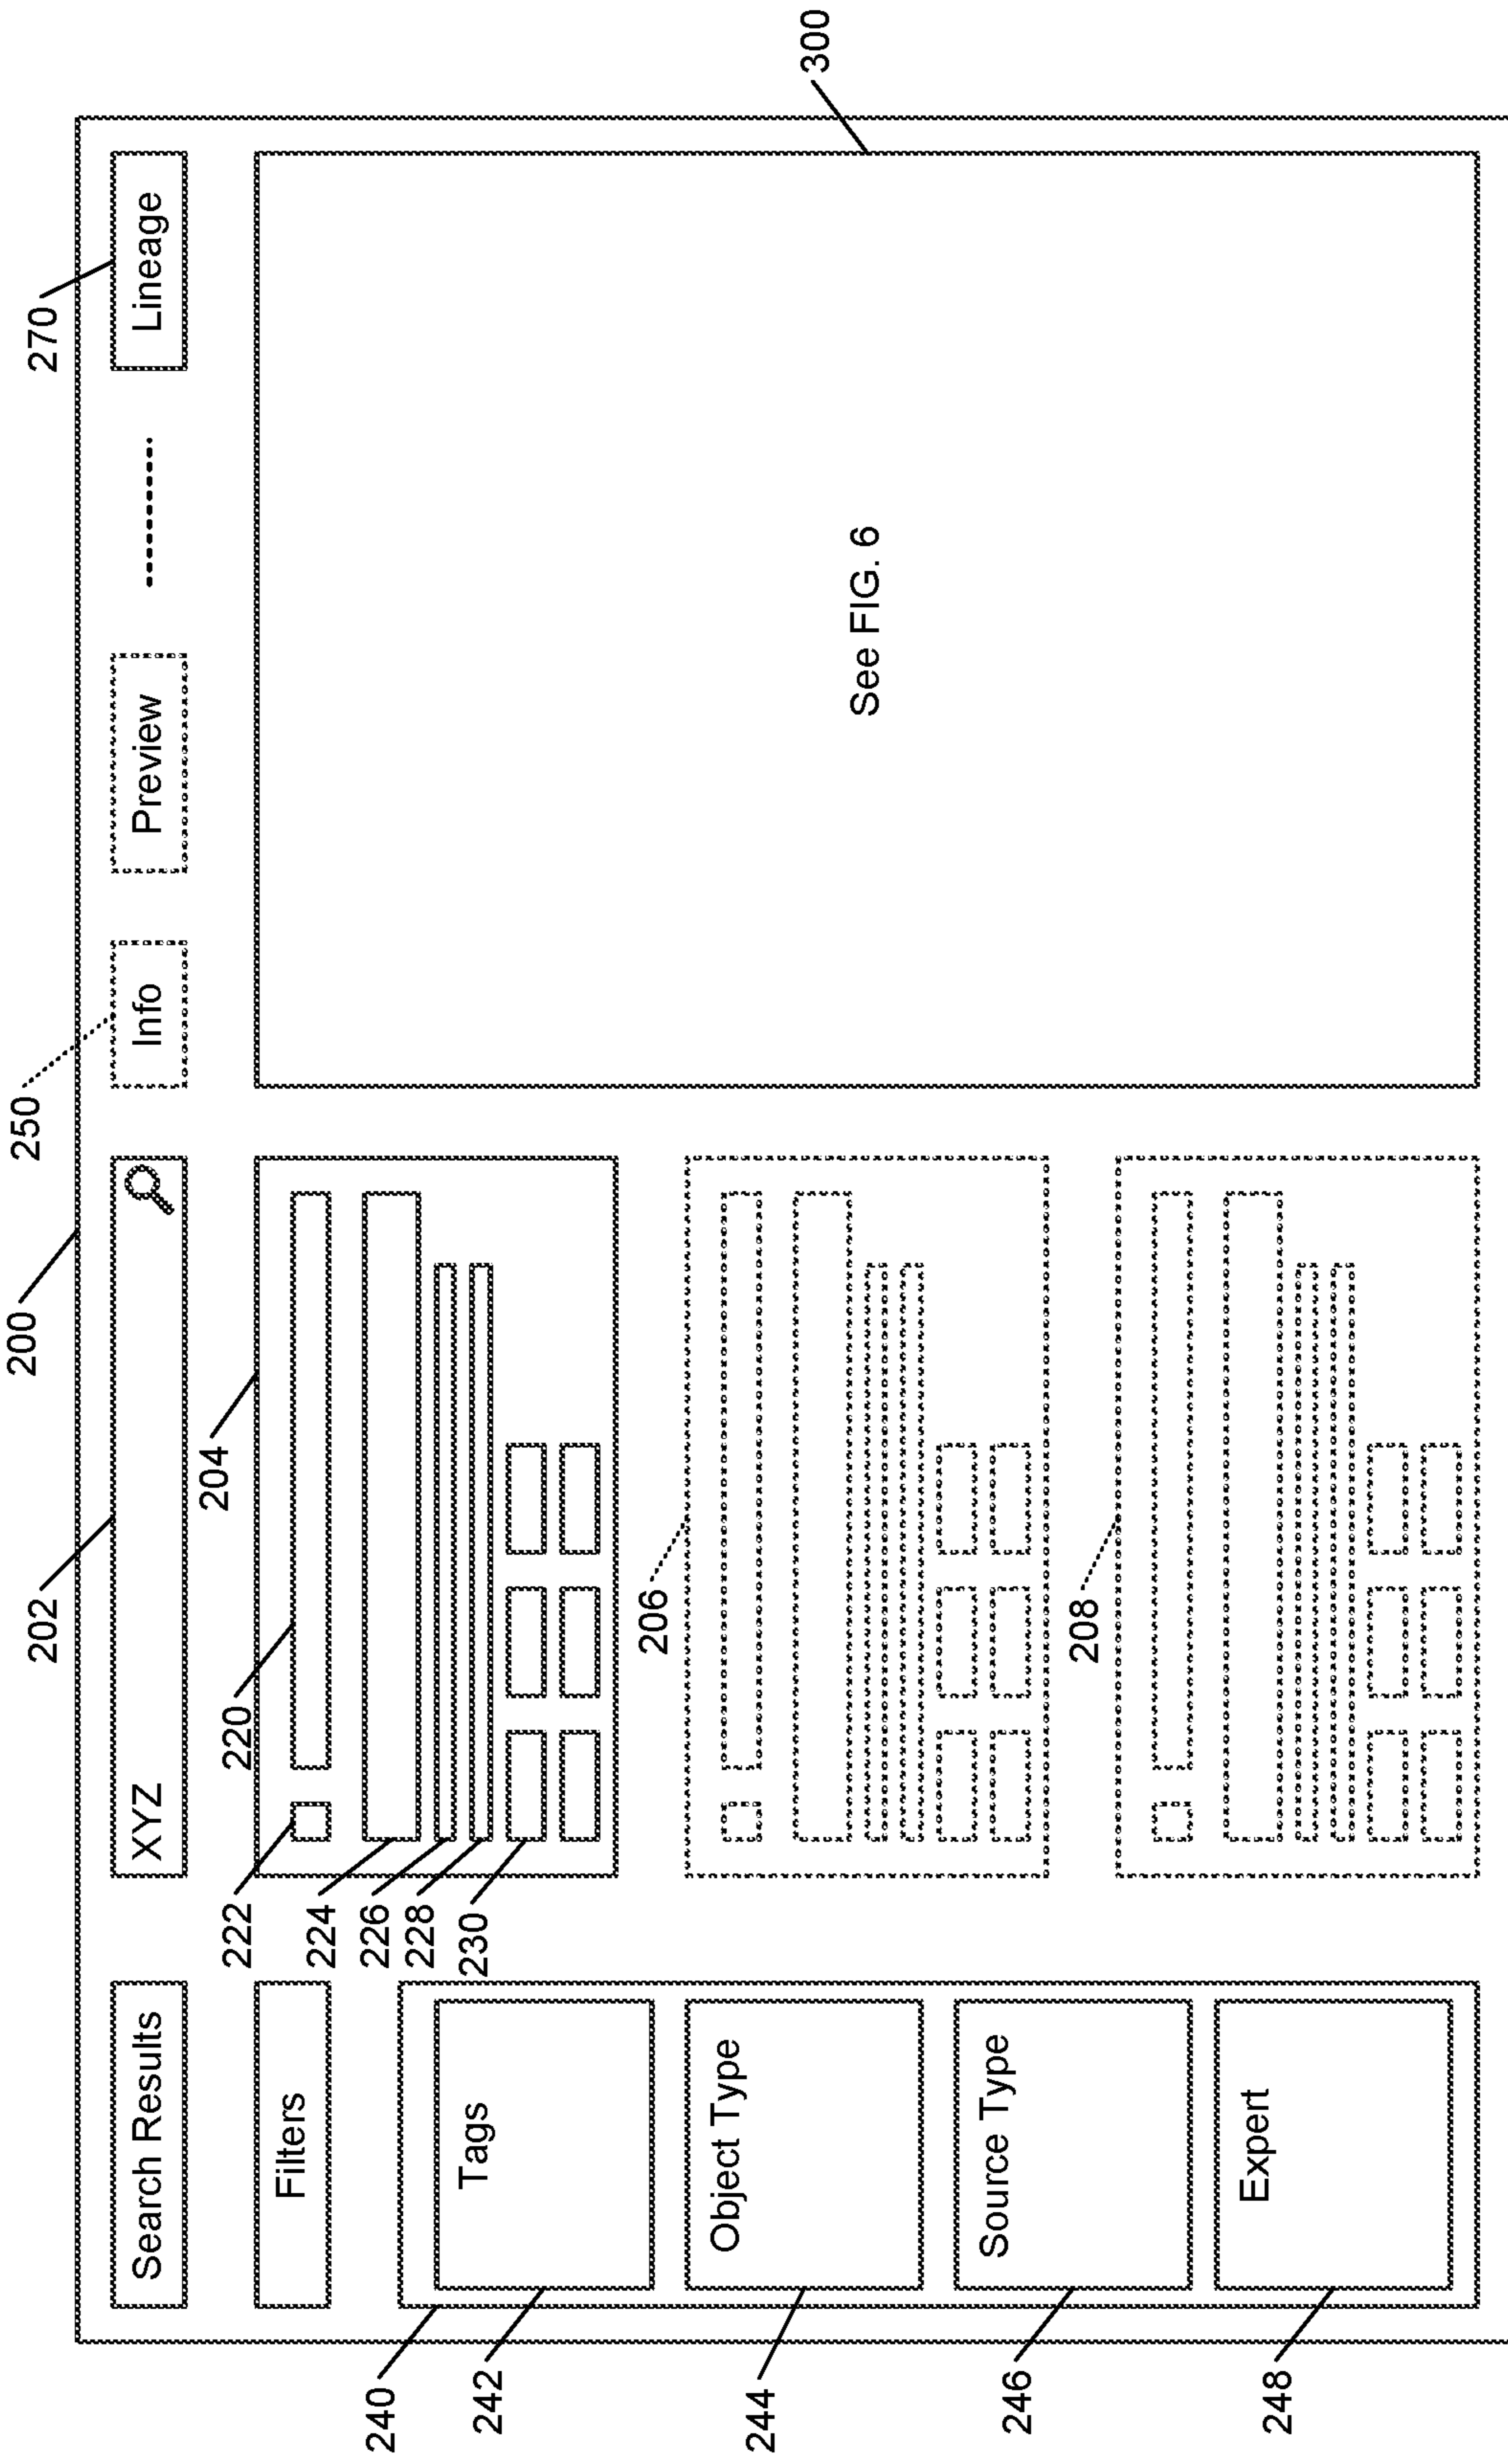 200
202
250
270
Search Results
XYZ
Info
Preview
Lineage
204
220
222
224
226
228
230
Filters
240
242
Tags
206
244
Object Type
See FIG. 6
300
208
246
Source Type
248
Expert